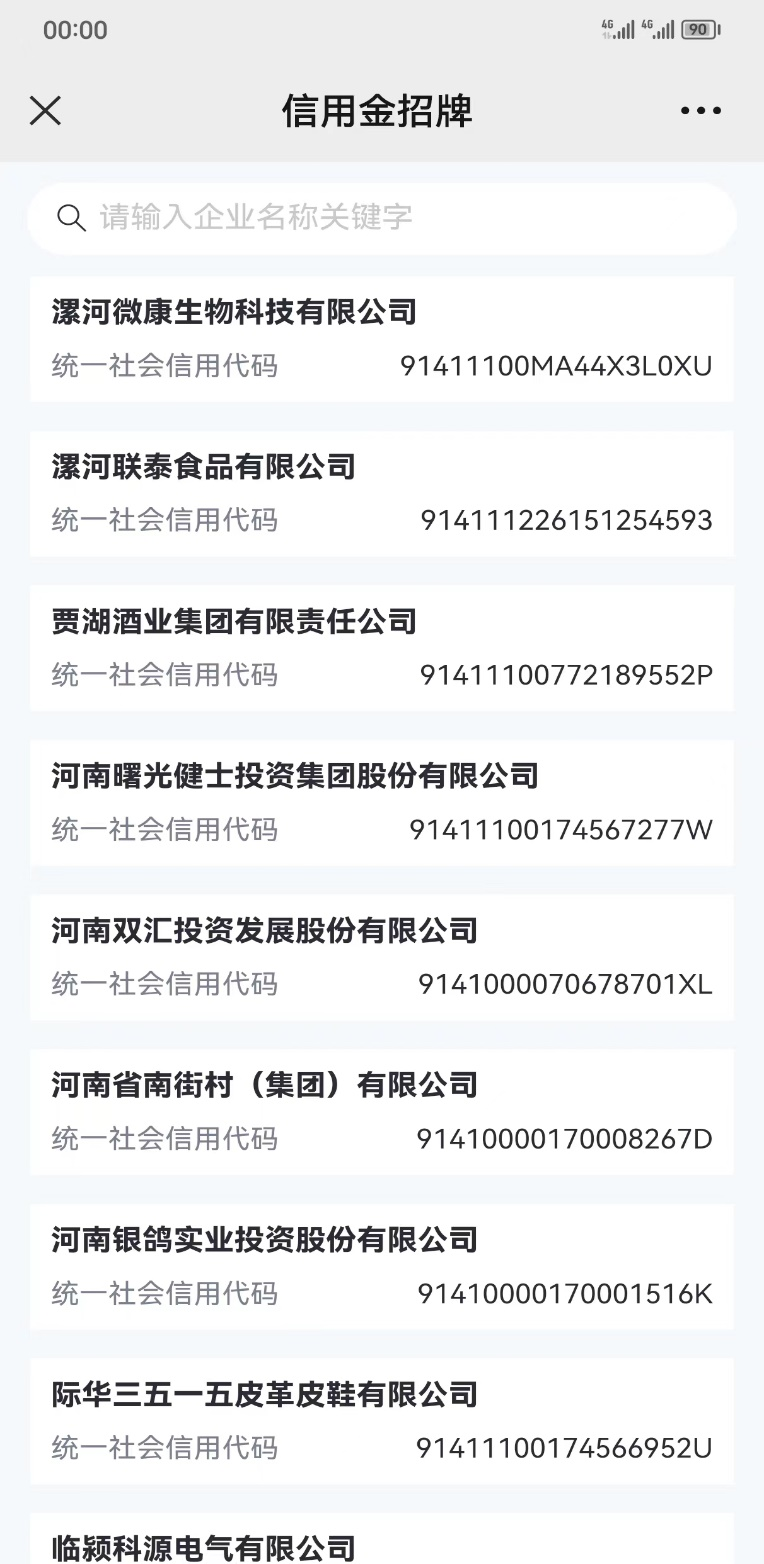 00:00
4G 4G 90
信用金招牌
请输入企业名称关键字
漯河微康生物科技有限公司
统一社会信用代码 91411100MA44X3L0XU
漯河联泰食品有限公司
统一社会信用代码 914111226151254593
贾湖酒业集团有限责任公司
统一社会信用代码 91411100772189552P
河南曙光健士投资集团股份有限公司
统一社会信用代码 91411100174567277W
河南双汇投资发展股份有限公司
统一社会信用代码 9141000070678701XL
河南省南街村（集团）有限公司
统一社会信用代码 91410000170008267D
河南银鸽实业投资股份有限公司
统一社会信用代码 91410000170001516K
际华三五一五皮革皮鞋有限公司
统一社会信用代码 91411100174566952U
临颍科源电气有限公司